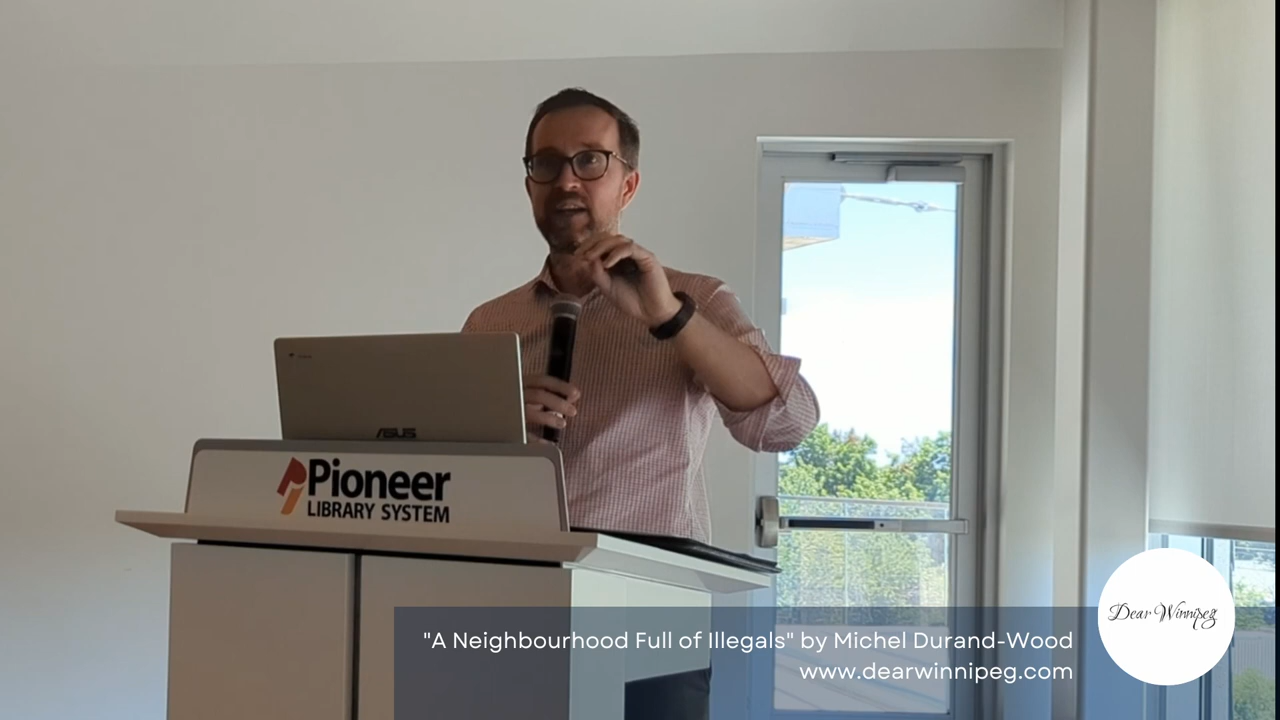 ASUS
Pioneer
LIBRARY SYSTEM
"A Neighbourhood Full of Illegals" by Michel Durand-Wood
www.dearwinnipeg.com
Dear Winnipeg